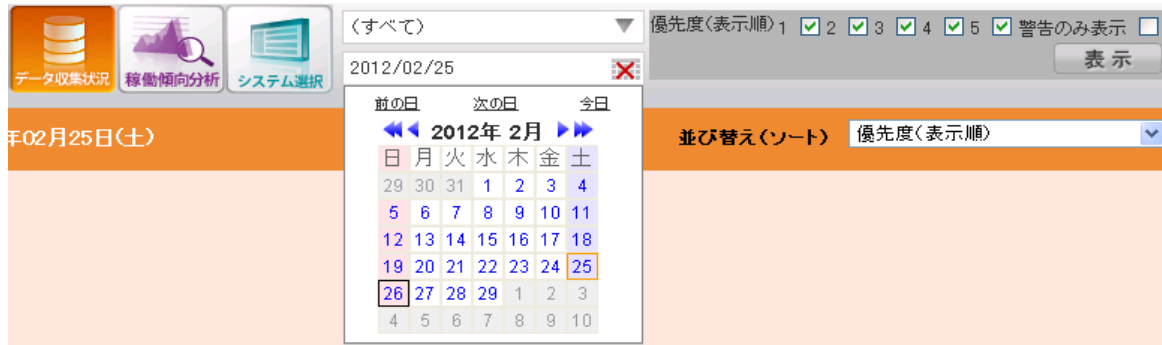 データ収集状況
稼働傾向分析
システム選択
(すべて)
優先度(表示順) 1 2 3 4 5 警告のみ表示
2012/02/25
表示
前の日 次の日 今日
2012年 2月
年02月25日(土)
並び替え(ソート)
優先度(表示順)
日 月 火 水 木 金 土
29 30 31 1 2 3 4
5 6 7 8 9 10 11
12 13 14 15 16 17 18
19 20 21 22 23 24 25
26 27 28 29 1 2 3
4 5 6 7 8 9 10